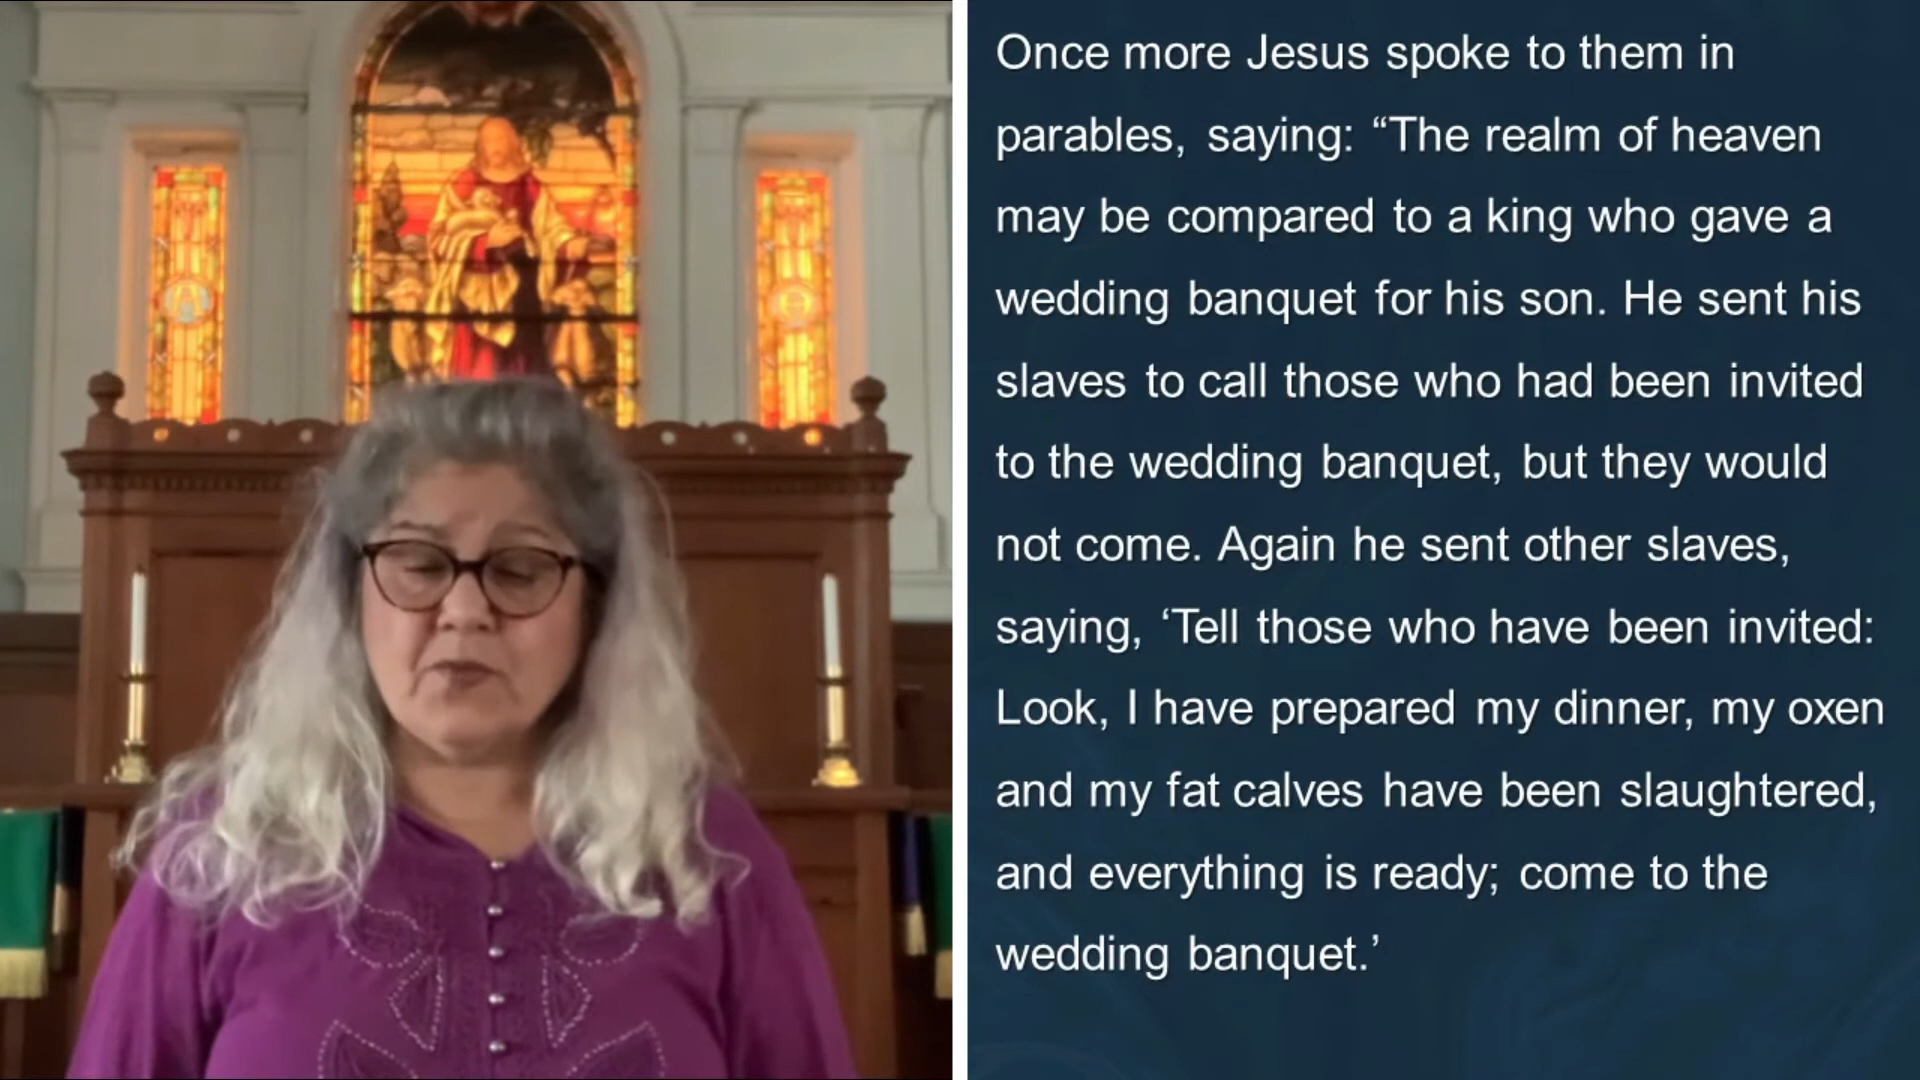 Once more Jesus spoke to them in
parables, saying: “The realm of heaven
may be compared to a king who gave a
wedding banquet for his son. He sent his
slaves to call those who had been invited
to the wedding banquet, but they would
not come. Again he sent other slaves,
saying, ‘Tell those who have been invited:
Look, I have prepared my dinner, my oxen
and my fat calves have been slaughtered,
and everything is ready; come to the
wedding banquet.’